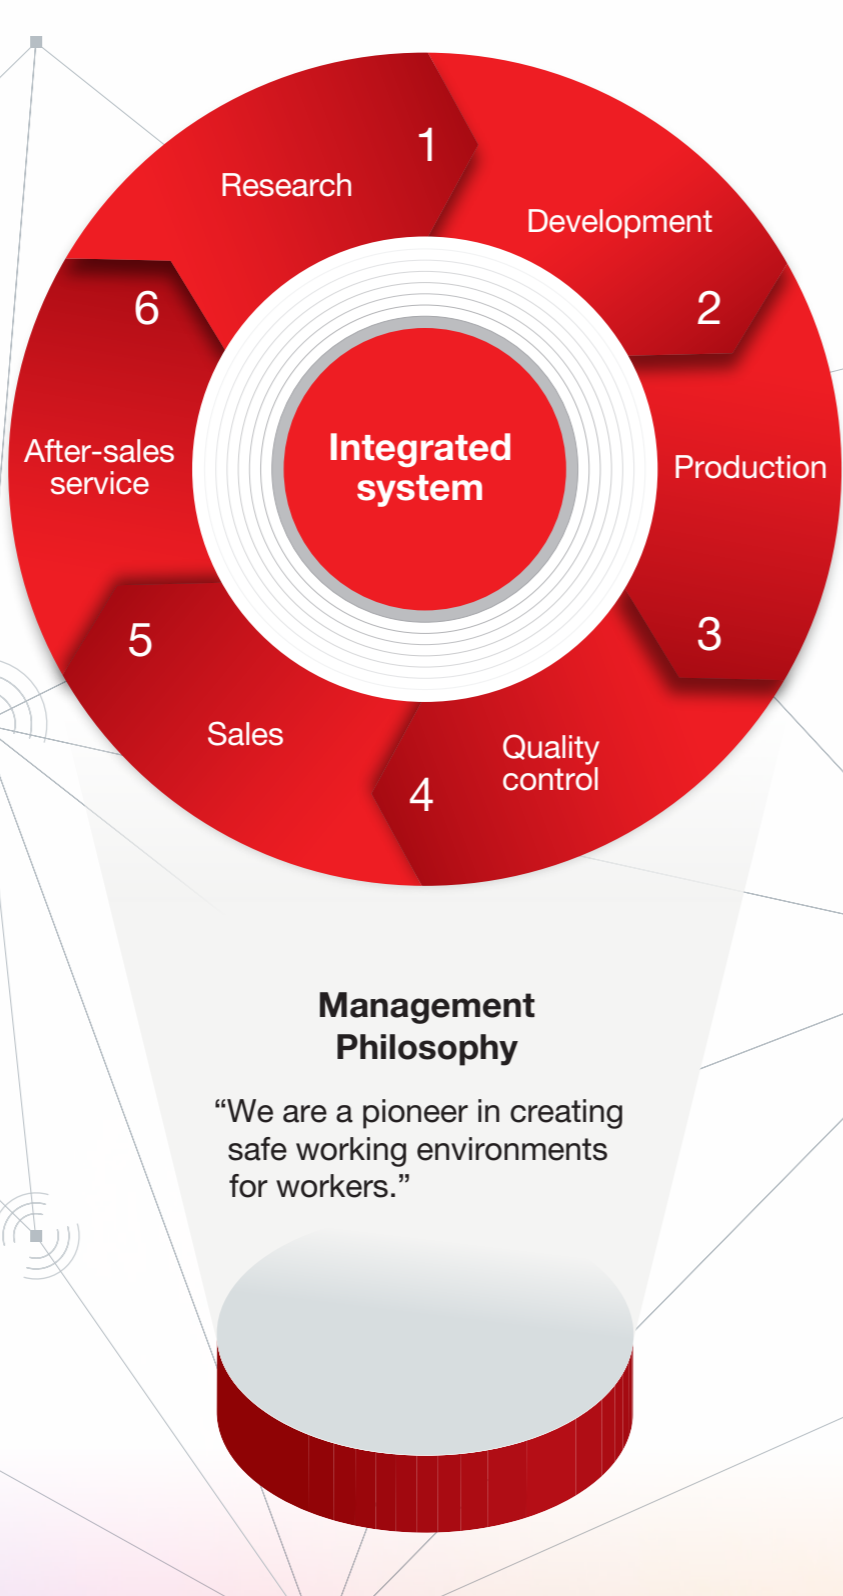 1
Research
Development
2
Production
3
Quality
control
4
Sales
5
After-sales
service
6
Integrated
system
Management
Philosophy
“We are a pioneer in creating
safe working environments
for workers.”